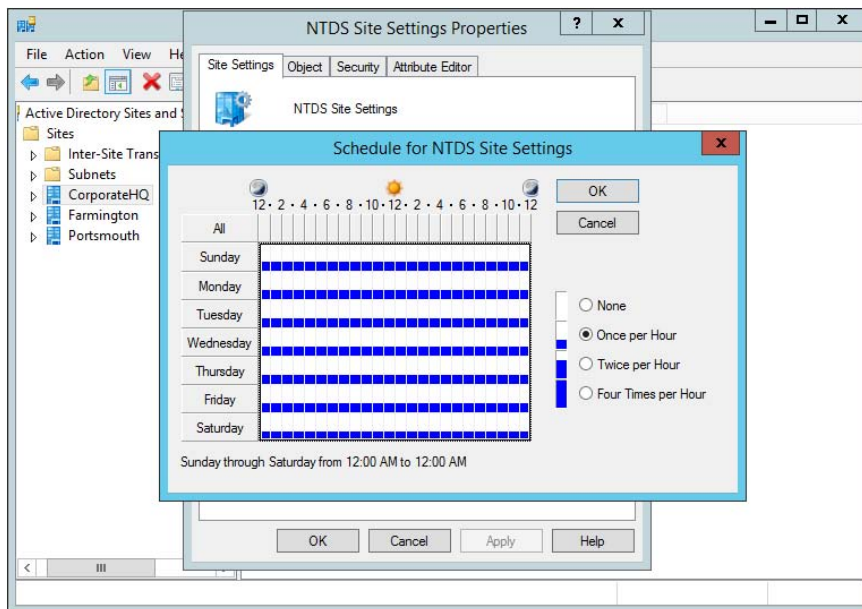 NTDS Site Settings Properties
? x
x
File Action View He
Site Settings Object Security Attribute Editor
NTDS Site Settings
Active Directory Sites and S
Sites
Inter-Site Trans
Subnets
CorporateHQ
Farmington
Portsmouth
Schedule for NTDS Site Settings
x
12 · 2 · 4 · 6 · 8 · 10 · 12 · 2 · 4 · 6 · 8 · 10 · 12
All
Sunday
Monday
Tuesday
Wednesday
Thursday
Friday
Saturday
OK
Cancel
None
Once per Hour
Twice per Hour
Four Times per Hour
Sunday through Saturday from 12:00 AM to 12:00 AM
OK Cancel Apply Help